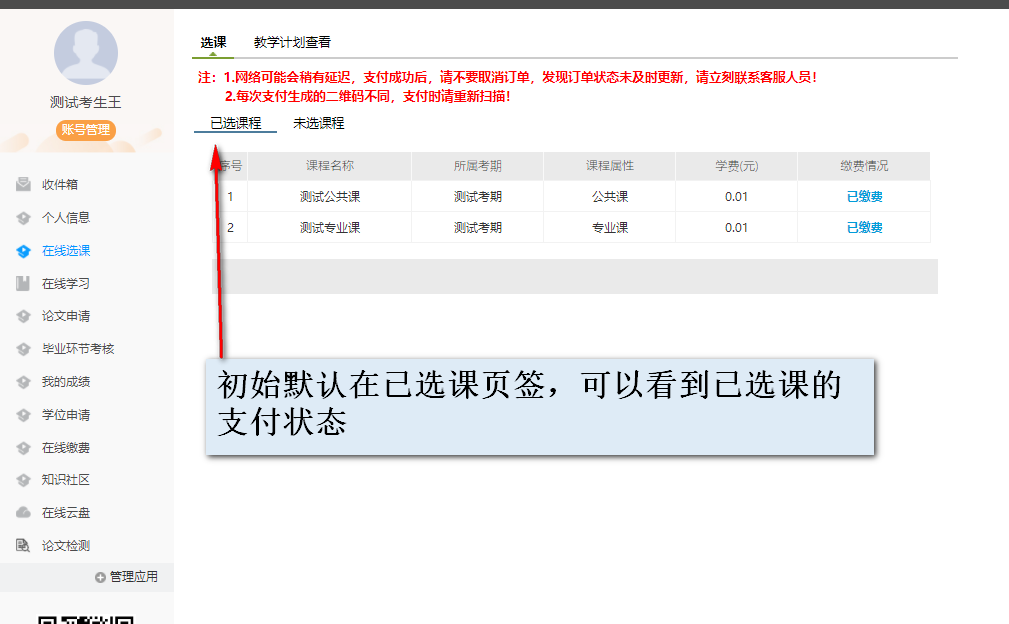 选课 教学计划查看
注：1.网络可能会稍有延迟，支付成功后，请不要取消订单，发现订单状态未及时更新，请立刻联系客服人员！
2.每次支付生成的二维码不同，支付时请重新扫描！
已选课程 未选课程
序号 课程名称 所属考期 课程属性 学费(元) 缴费情况
1 测试公共课 测试考期 公共课 0.01 已缴费
2 测试专业课 测试考期 专业课 0.01 已缴费
初始默认在已选课页签，可以看到已选课的
支付状态
测试考生王
账号管理
收件箱
个人信息
在线选课
在线学习
论文申请
毕业环节考核
我的成绩
学位申请
在线缴费
知识社区
在线云盘
论文检测
管理应用